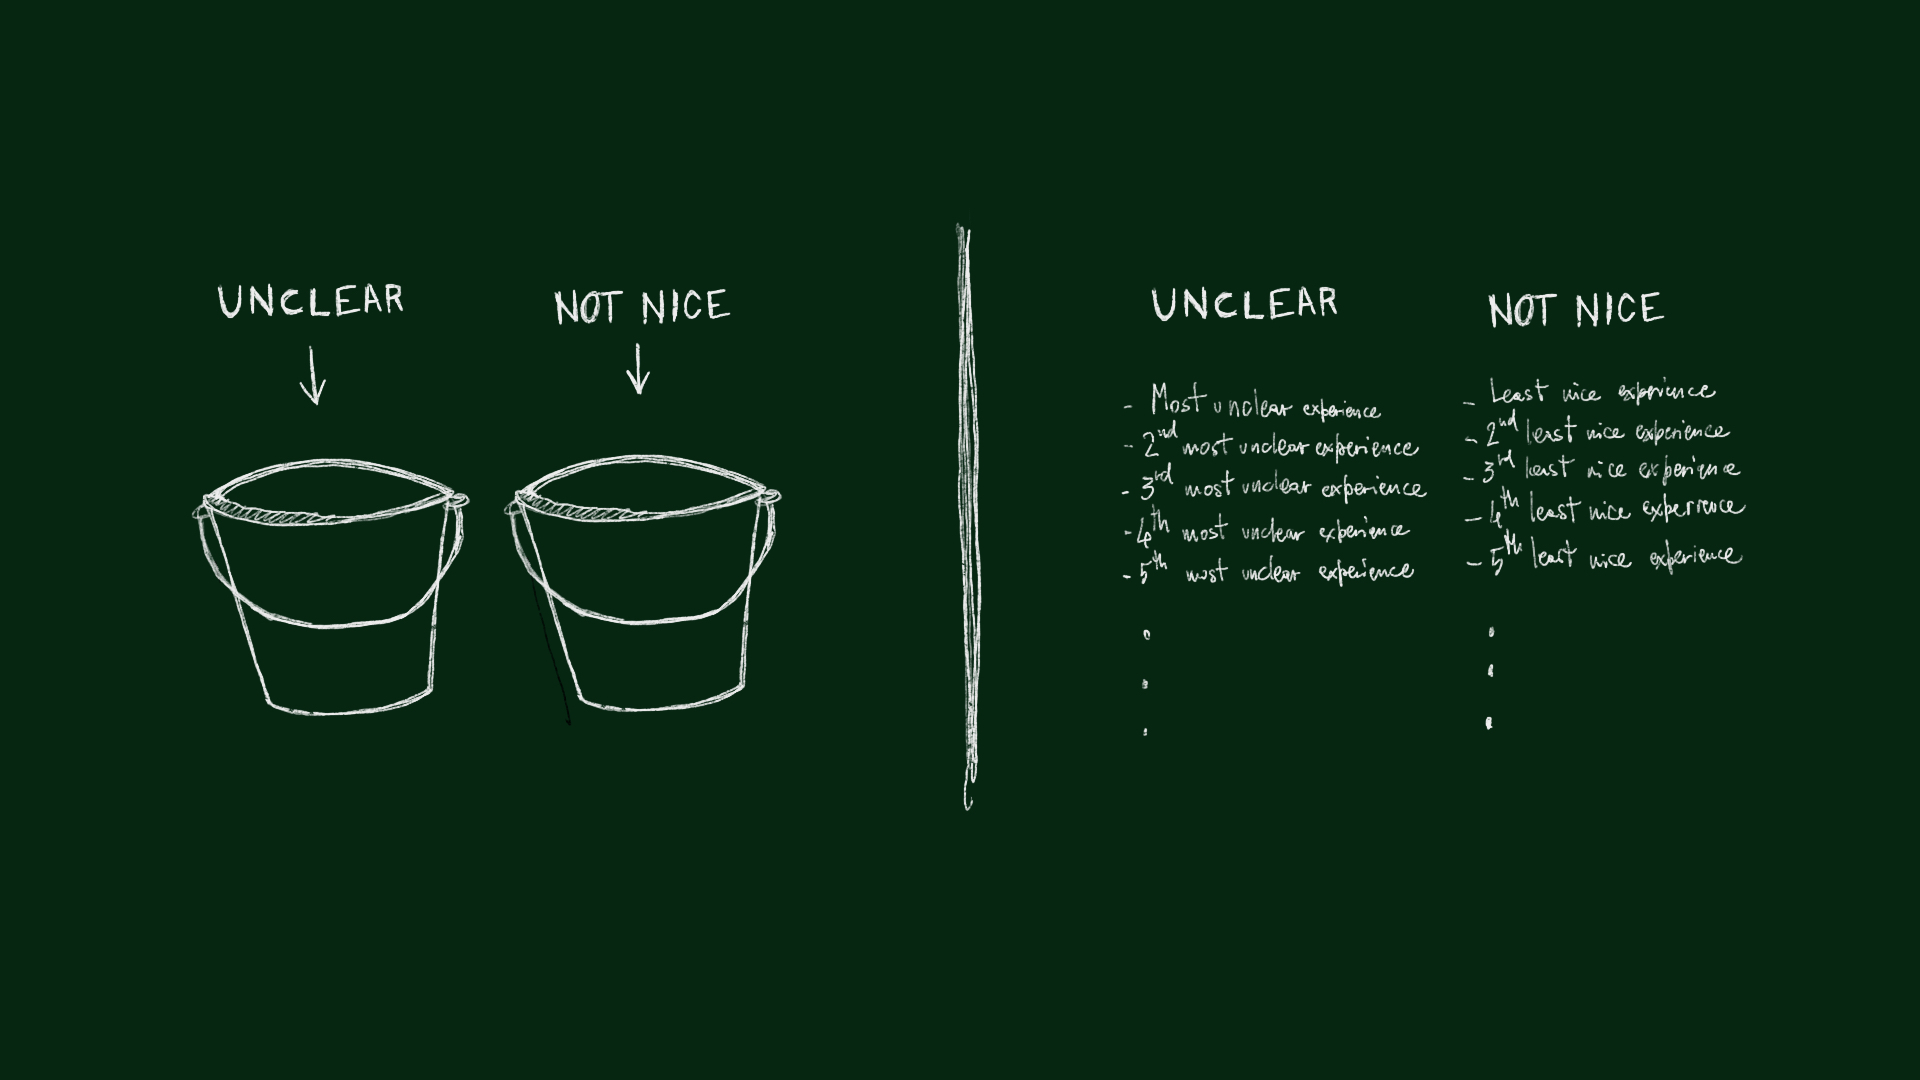 UNCLEAR
NOT NICE
UNCLEAR
- Most unclear experience
- 2nd most unclear experience
- 3rd most unclear experience
- 4th most unclear experience
- 5th most unclear experience
NOT NICE
- Least nice experience
- 2nd least nice experience
- 3rd least nice experience
- 4th least nice experience
- 5th least nice experience